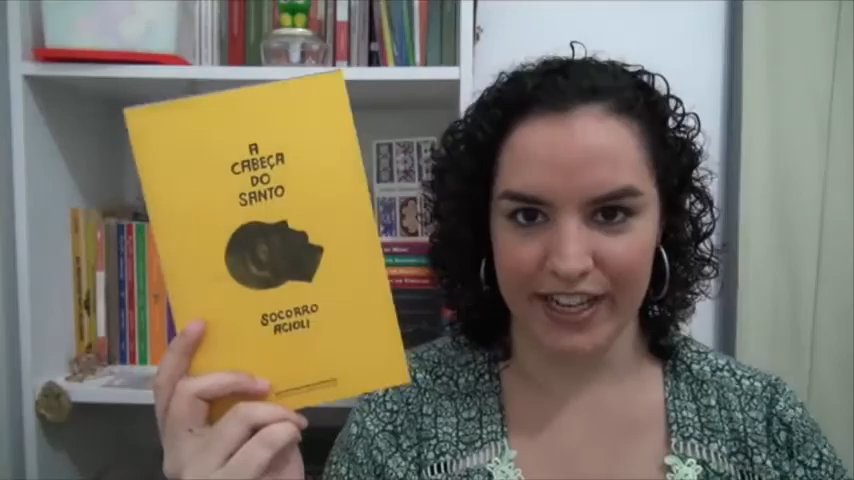 A
CABEÇA
DO
SANTO
SOCORRO
ACIOLI